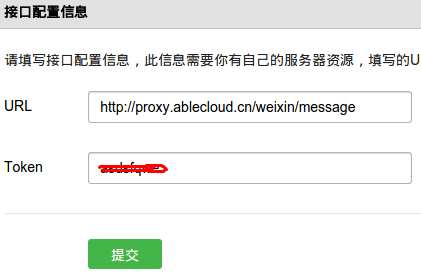 接口配置信息
请填写接口配置信息，此信息需要你有自己的服务器资源，填写的U
URL
http://proxy.ablecloud.cn/weixin/message
Token
提交